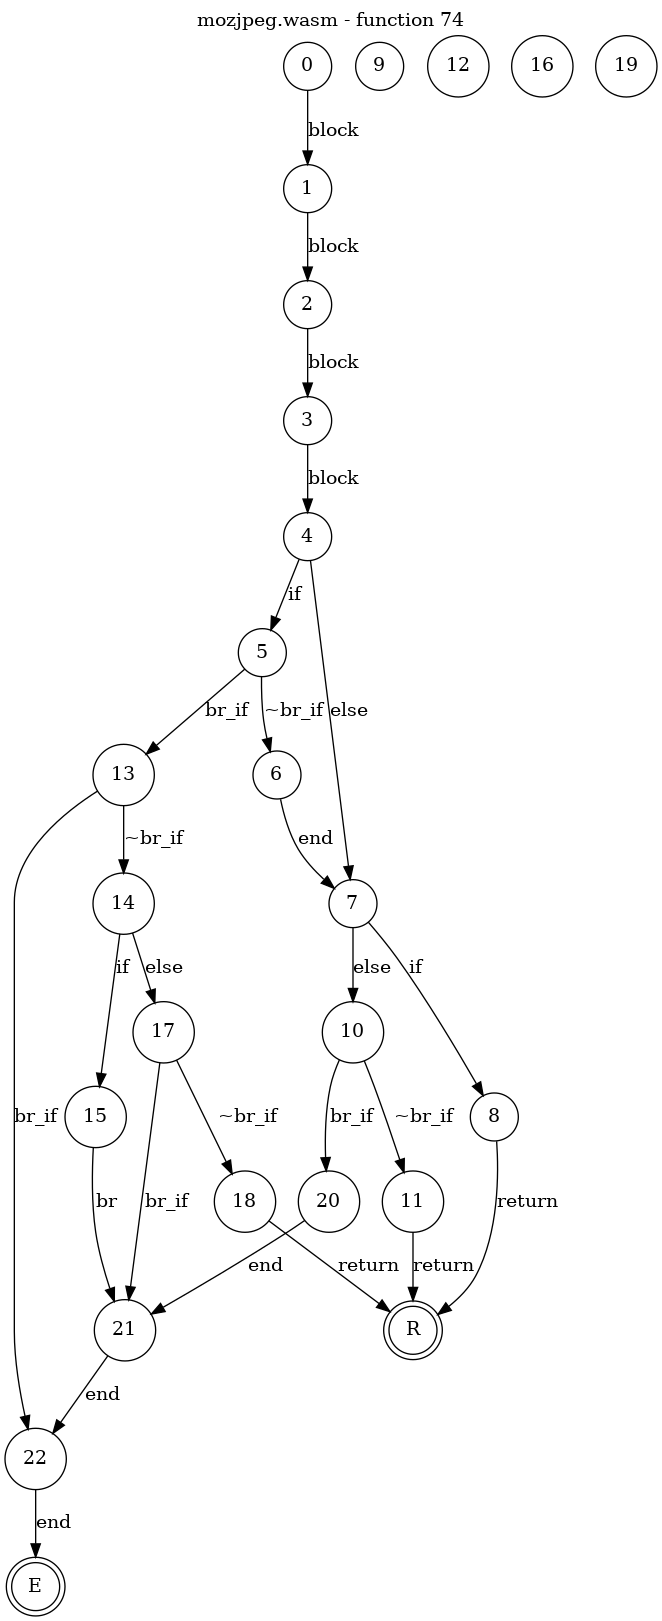 mozjpeg.wasm - function 74
0 9 12 16 19
block
1
block
2
block
3
block
4
if
5
br_if ~br_if else
13 6
~br_if end
14 7
if else else if
17 10
br_if 15 ~br_if br_if ~br_if 8
br br_if 18 20 11 return
return end return
21 R
end
22
end
E